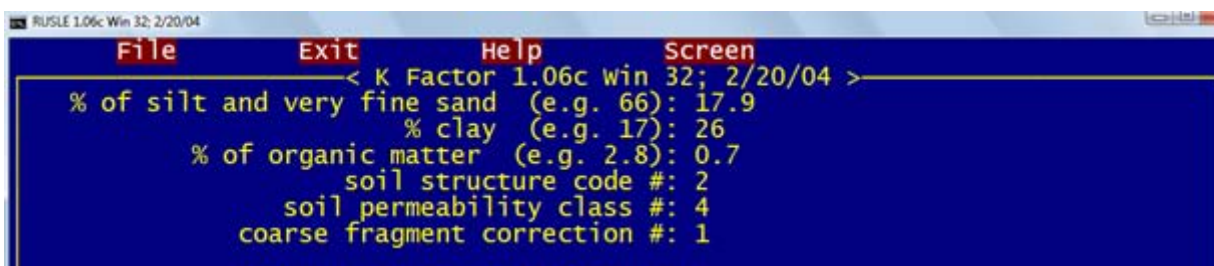 RUSLE 1.06c Win 32; 2/20/04
File Exit Help Screen
< K Factor 1.06c Win 32; 2/20/04 >
% of silt and very fine sand (e.g. 66): 17.9
% clay (e.g. 17): 26
% of organic matter (e.g. 2.8): 0.7
soil structure code #: 2
soil permeability class #: 4
coarse fragment correction #: 1